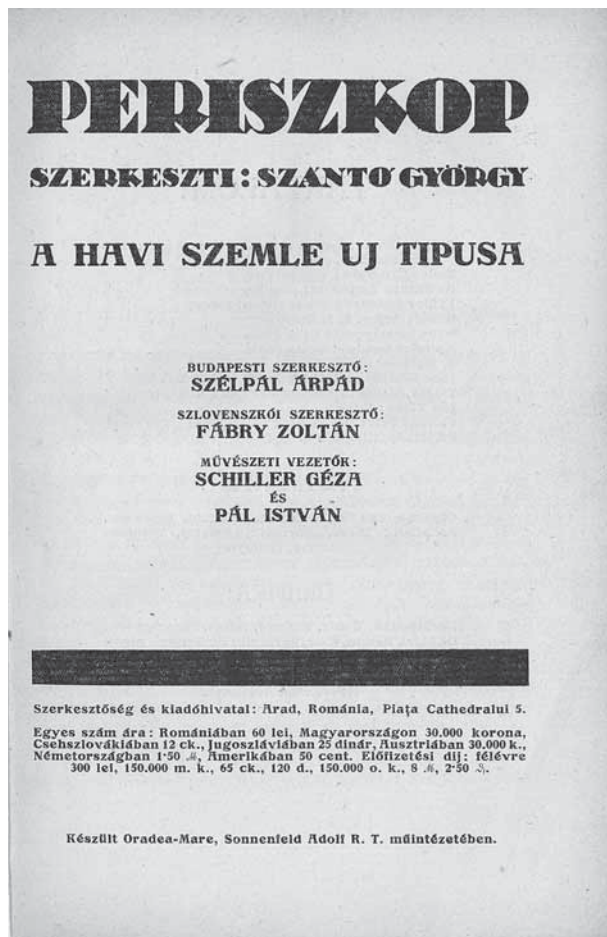 PERISZKOP
SZERKESZTI: SZÁNTÓ GYÖRGY
A HAVI SZEMLE UJ TIPUSA
BUDAPESTI SZERKESZTŐ:
SZÉLPÁL ÁRPÁD
SZLOVENSZKÓI SZERKESZTŐ:
FÁBRY ZOLTÁN
MŰVÉSZETI VEZETŐK:
SCHILLER GÉZA
ÉS
PÁL ISTVÁN
Szerkesztőség és kiadóhivatal: Arad, Románia, Piaţa Cathedralui 5.
Egyes szám ára: Romániában 60 lei, Magyarországon 30.000 korona,
Csehszlovákiában 12 ck., Jugoszláviában 25 dinár, Ausztriában 30.000 k.,
Németországban 1·50 ℳ, Amerikában 50 cent. Előfizetési dij: félévre
300 lei, 150.000 m. k., 65 ck., 120 d., 150.000 o. k., 8 ℳ, 2·50 $.
Készült Oradea-Mare, Sonnenfeld Adolf R. T. műintézetében.